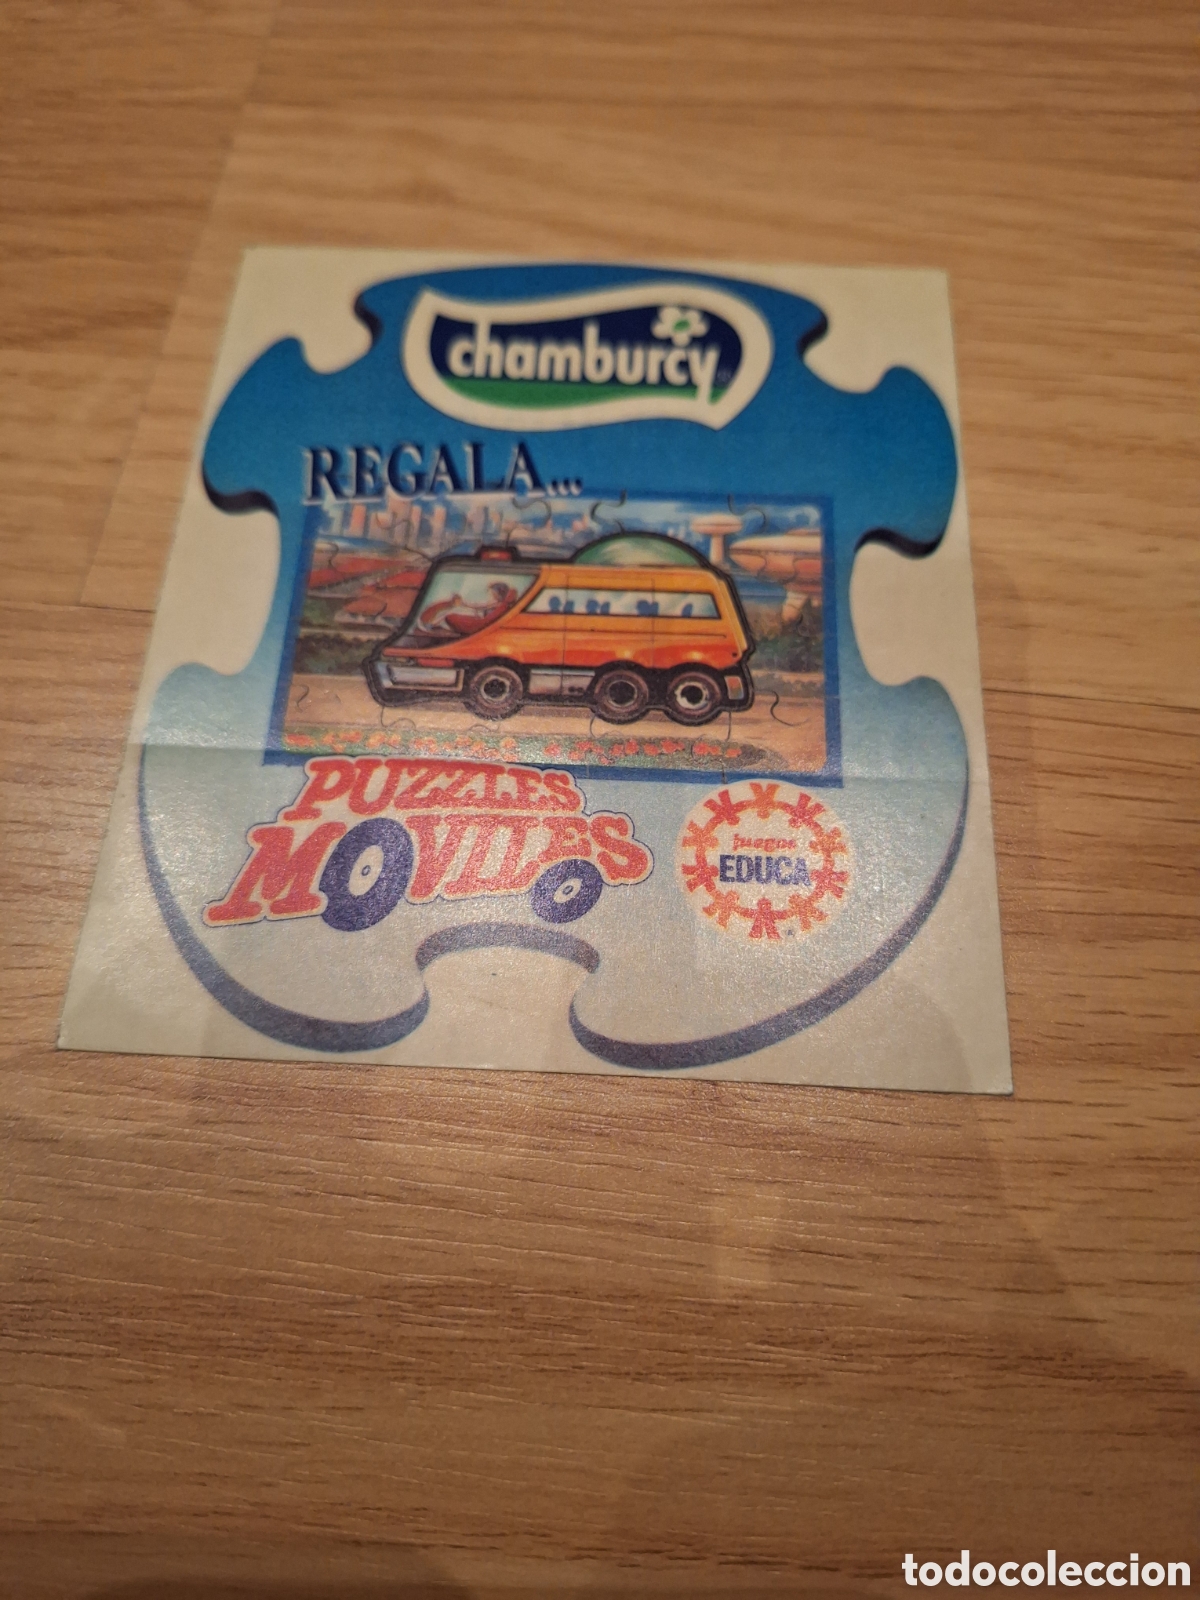 chamburcy
REGALA...
PUZZLES
MOVILES
juegos
EDUCA
todocoleccion